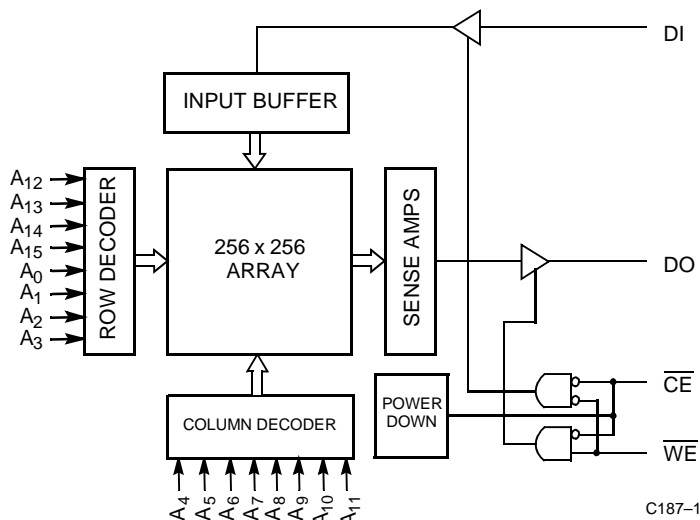 DI
INPUT BUFFER
A12
A13
A14
A15
A0
A1
A2
A3
ROW DECODER
256 x 256
ARRAY
SENSE AMPS
DO
COLUMN DECODER
POWER
DOWN
CE
WE
A4
A5
A6
A7
A8
A9
A10
A11
C187–1